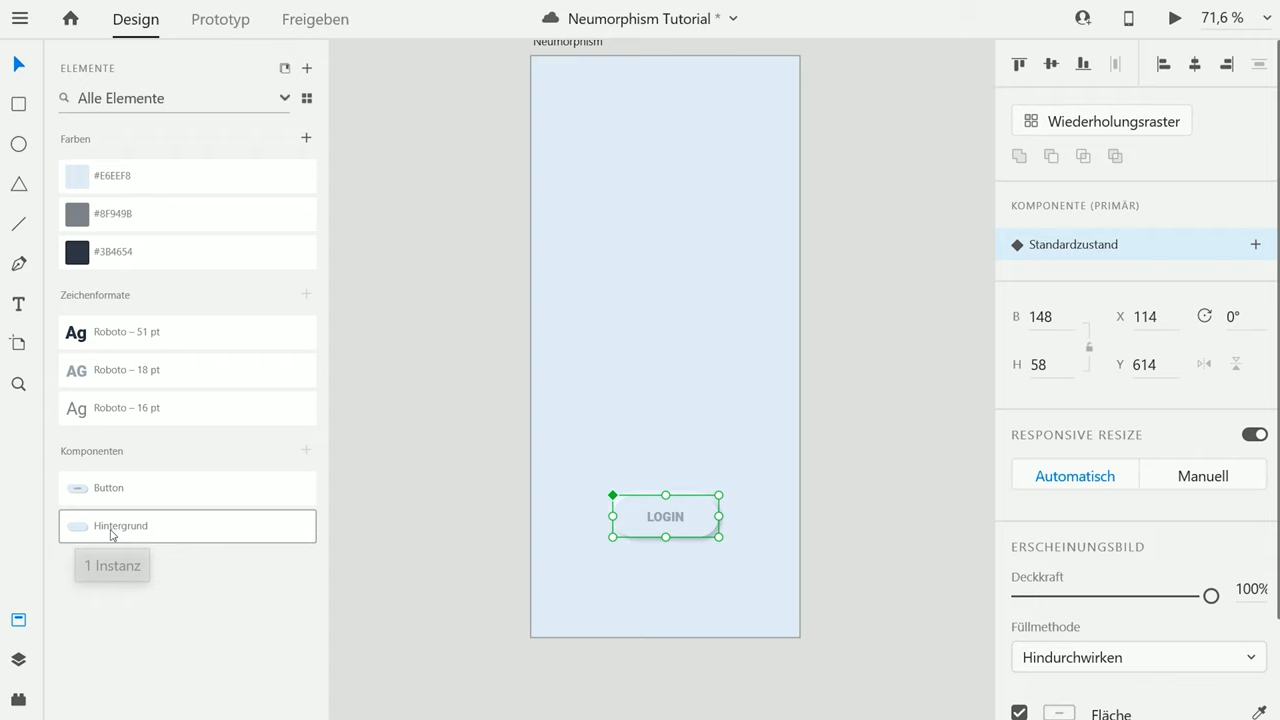 Design
Prototyp
Freigeben
Neumorphism Tutorial *
71,6 %
ELEMENTE
Alle Elemente
Farben
#E6EEF8
#8F949B
#3B4654
Zeichenformate
Ag Roboto – 51 pt
AG Roboto – 18 pt
Ag Roboto – 16 pt
Komponenten
Button
Hintergrund
1 Instanz
Neumorphism
LOGIN
Wiederholungsraster
KOMPONENTE (PRIMÄR)
Standardzustand
B 148 X 114 0°
H 58 Y 614
RESPONSIVE RESIZE
Automatisch Manuell
ERSCHEINUNGSBILD
Deckkraft
100%
Füllmethode
Hindurchwirken
Fläche